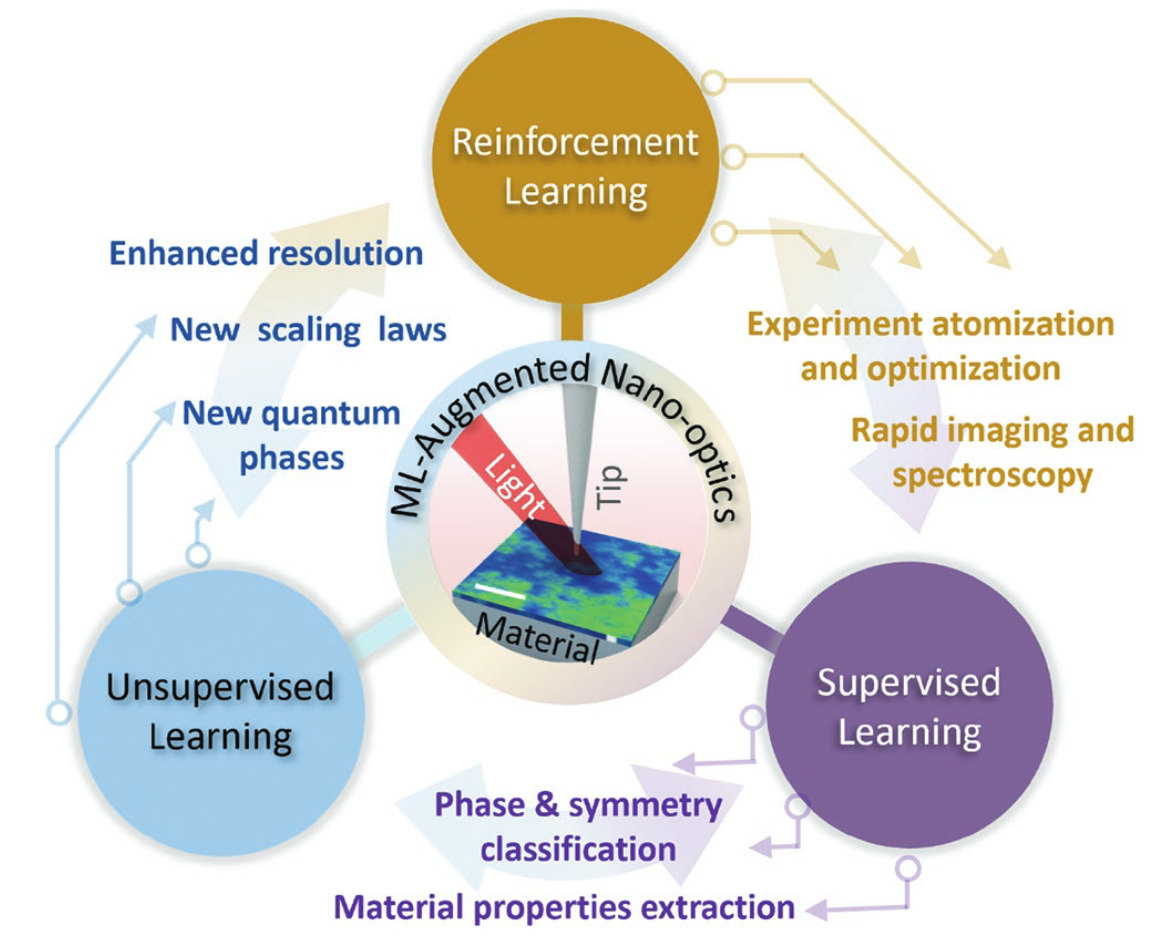 Reinforcement
Learning
Enhanced resolution
New scaling laws
New quantum
phases
Experiment atomization
and optimization
Rapid imaging and
spectroscopy
ML-Augmented Nano-optics
Light
Tip
Material
Unsupervised
Learning
Supervised
Learning
Phase & symmetry
classification
Material properties extraction